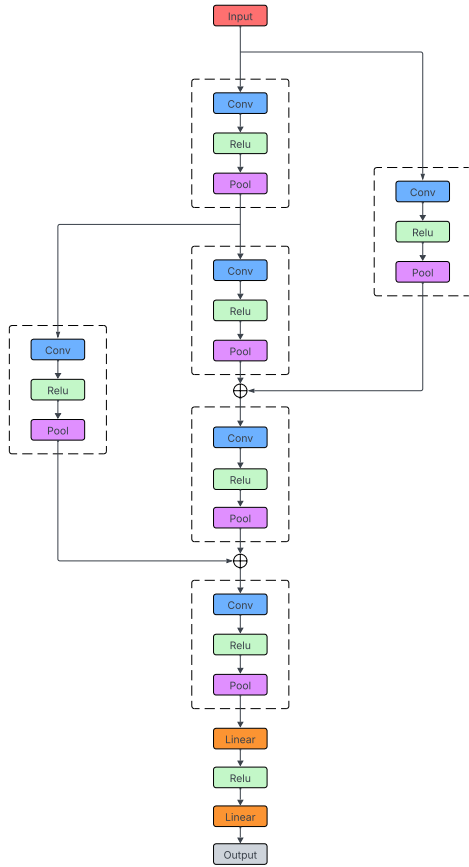 Input
Conv
Relu
Pool
Conv
Relu
Pool
Conv
Relu
Pool
Conv
Relu
Pool
Conv
Relu
Pool
Conv
Relu
Pool
Linear
Relu
Linear
Output